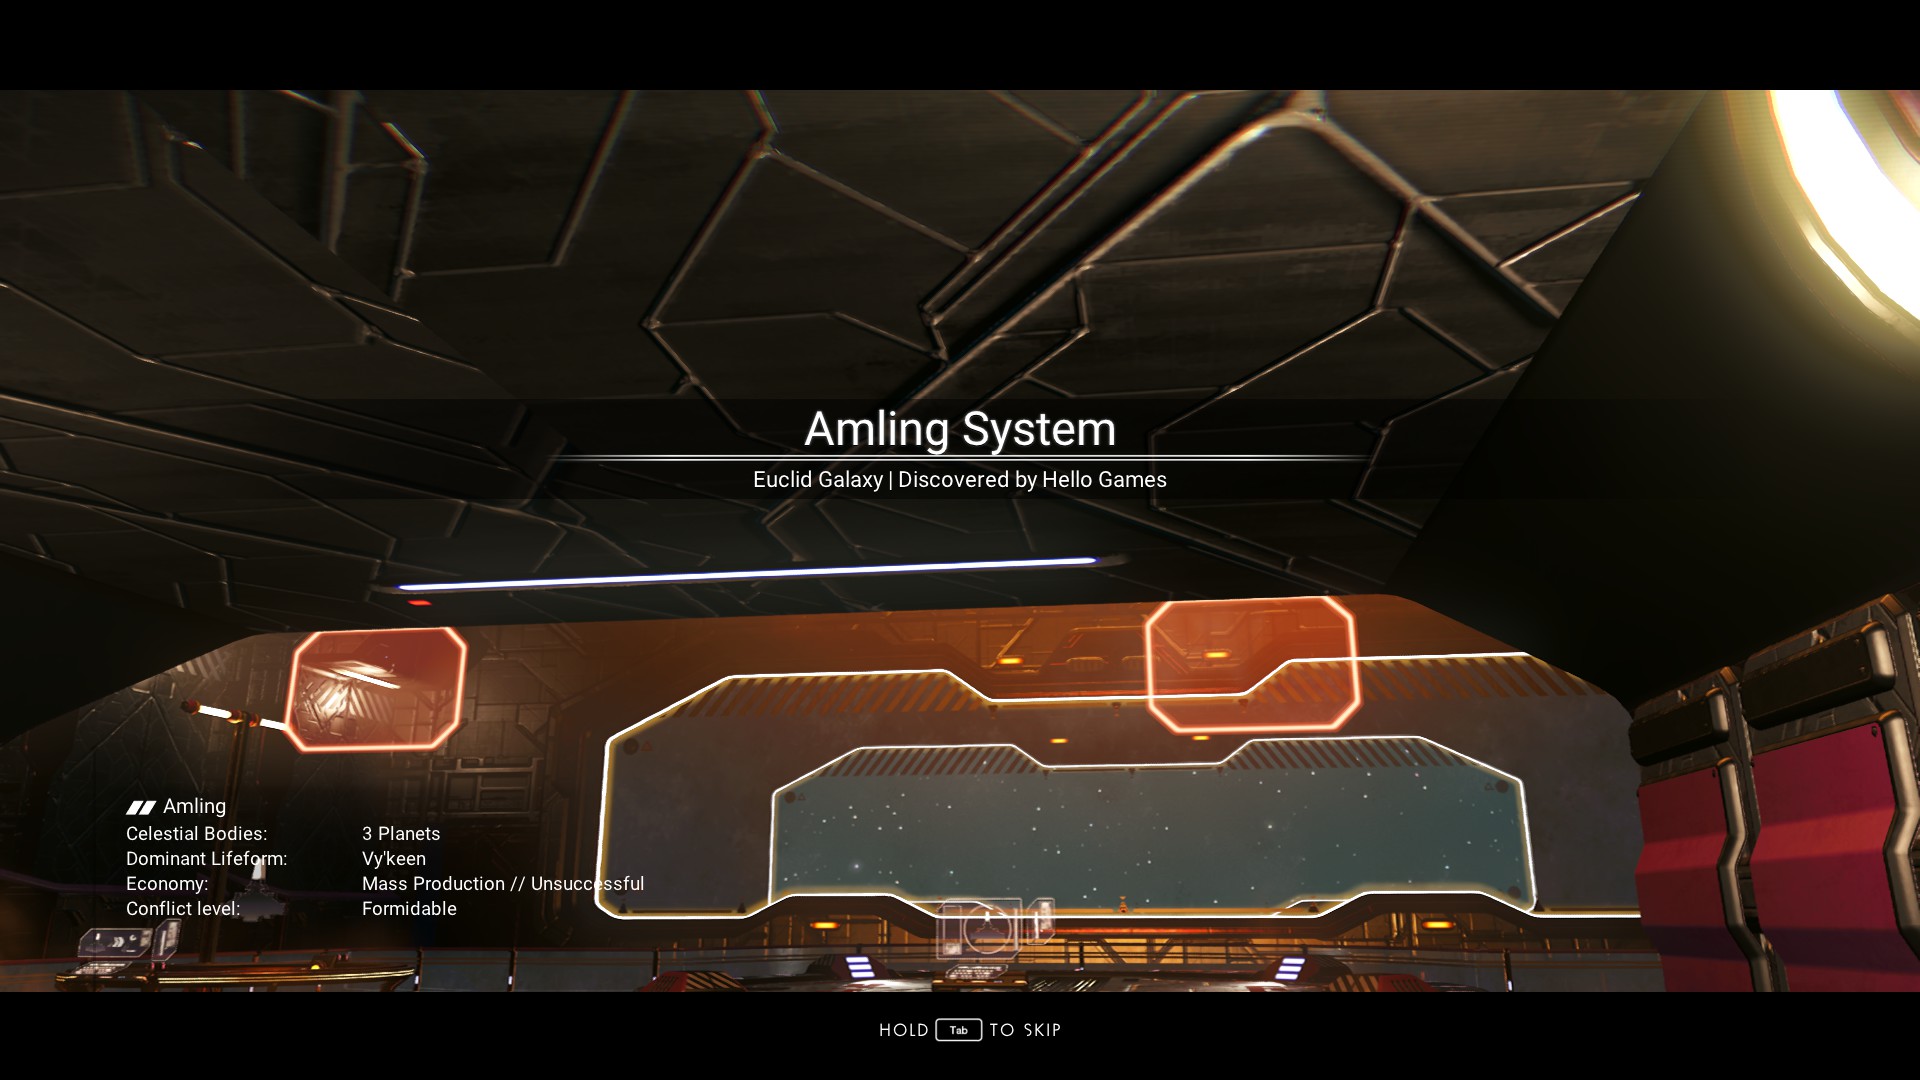 Amling System
Euclid Galaxy | Discovered by Hello Games
Amling
Celestial Bodies: 3 Planets
Dominant Lifeform: Vy'keen
Economy: Mass Production // Unsuccessful
Conflict level: Formidable
HOLD Tab TO SKIP